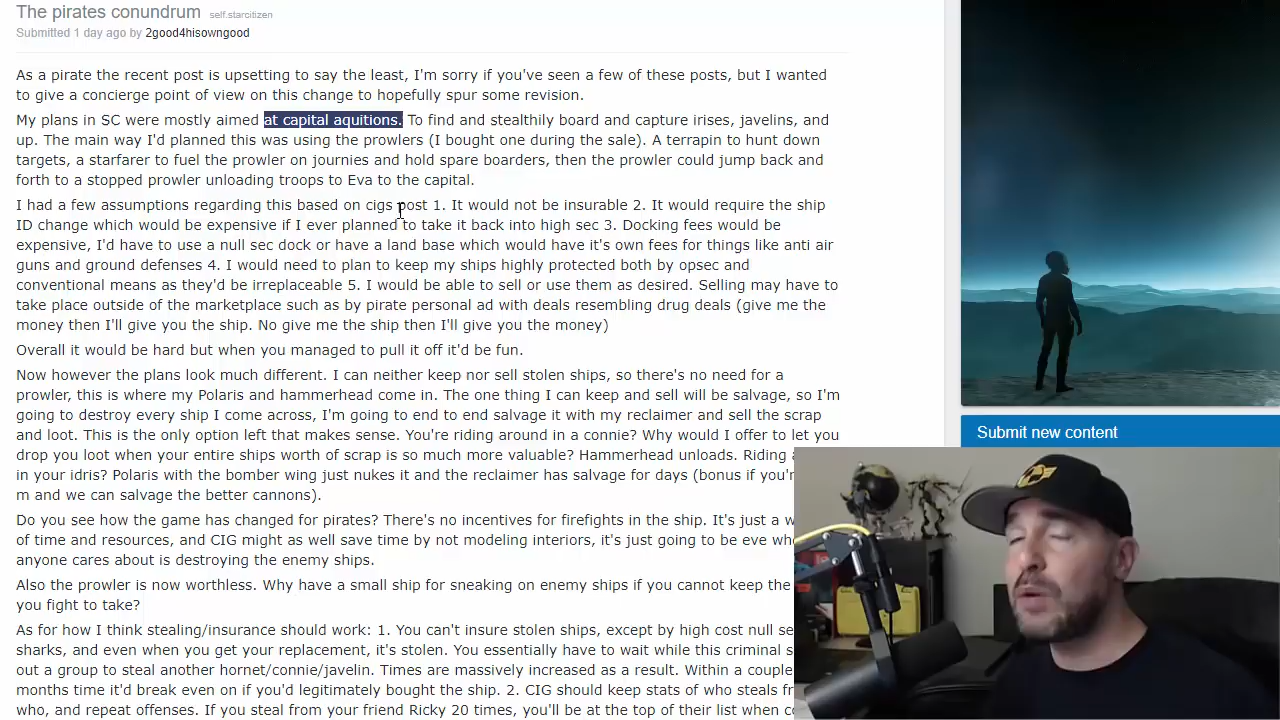 The pirates conundrum self.starcitizen
Submitted 1 day ago by 2good4hisowngood
As a pirate the recent post is upsetting to say the least, I'm sorry if you've seen a few of these posts, but I wanted
to give a concierge point of view on this change to hopefully spur some revision.
My plans in SC were mostly aimed at capital aquitions. To find and stealthily board and capture irises, javelins, and
up. The main way I'd planned this was using the prowlers (I bought one during the sale). A terrapin to hunt down
targets, a starfarer to fuel the prowler on journies and hold spare boarders, then the prowler could jump back and
forth to a stopped prowler unloading troops to Eva to the capital.
I had a few assumptions regarding this based on cigs post 1. It would not be insurable 2. It would require the ship
ID change which would be expensive if I ever planned to take it back into high sec 3. Docking fees would be
expensive, I'd have to use a null sec dock or have a land base which would have it's own fees for things like anti air
guns and ground defenses 4. I would need to plan to keep my ships highly protected both by opsec and
conventional means as they'd be irreplaceable 5. I would be able to sell or use them as desired. Selling may have to
take place outside of the marketplace such as by pirate personal ad with deals resembling drug deals (give me the
money then I'll give you the ship. No give me the ship then I'll give you the money)
Overall it would be hard but when you managed to pull it off it'd be fun.
Now however the plans look much different. I can neither keep nor sell stolen ships, so there's no need for a
prowler, this is where my Polaris and hammerhead come in. The one thing I can keep and sell will be salvage, so I'm
going to destroy every ship I come across, I'm going to end to end salvage it with my reclaimer and sell the scrap
and loot. This is the only option left that makes sense. You're riding around in a connie? Why would I offer to let you
drop you loot when your entire ships worth of scrap is so much more valuable? Hammerhead unloads. Riding
in your idris? Polaris with the bomber wing just nukes it and the reclaimer has salvage for days (bonus if you'r
m and we can salvage the better cannons).
Do you see how the game has changed for pirates? There's no incentives for firefights in the ship. It's just a w
of time and resources, and CIG might as well save time by not modeling interiors, it's just going to be eve wh
anyone cares about is destroying the enemy ships.
Also the prowler is now worthless. Why have a small ship for sneaking on enemy ships if you cannot keep the
you fight to take?
As for how I think stealing/insurance should work: 1. You can't insure stolen ships, except by high cost null se
sharks, and even when you get your replacement, it's stolen. You essentially have to wait while this criminal s
out a group to steal another hornet/connie/javelin. Times are massively increased as a result. Within a couple
months time it'd break even on if you'd legitimately bought the ship. 2. CIG should keep stats of who steals fr
who, and repeat offenses. If you steal from your friend Ricky 20 times, you'll be at the top of their list when c
Submit new content